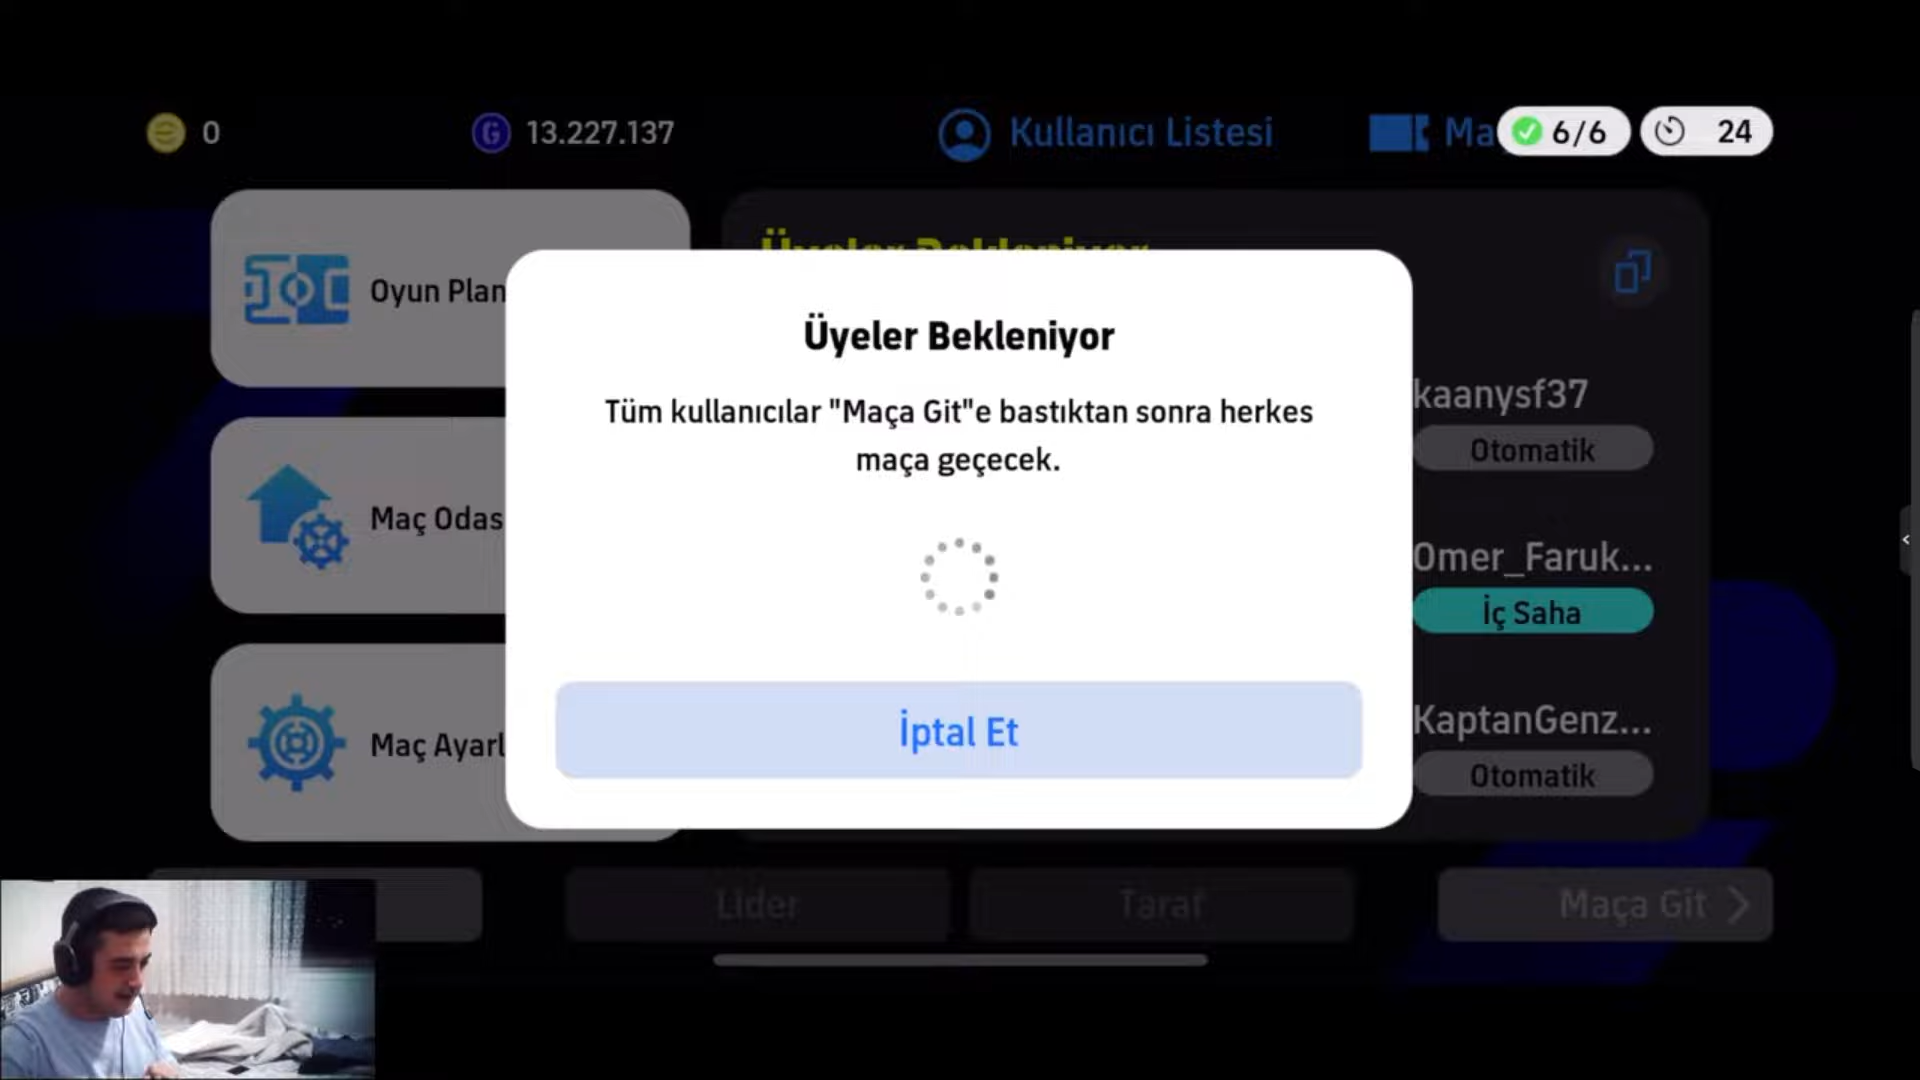 0
13.227.137
Kullanıcı Listesi
Ma
6/6
24
Üyeler Bekleniyor
Oyun Plan
Maç Odas
Maç Ayarl
Üyeler Bekleniyor
Tüm kullanıcılar "Maça Git"e bastıktan sonra herkes
maça geçecek.
İptal Et
kaanysf37
Otomatik
Omer_Faruk...
İç Saha
KaptanGenz...
Otomatik
Lider
Taraf
Maça Git